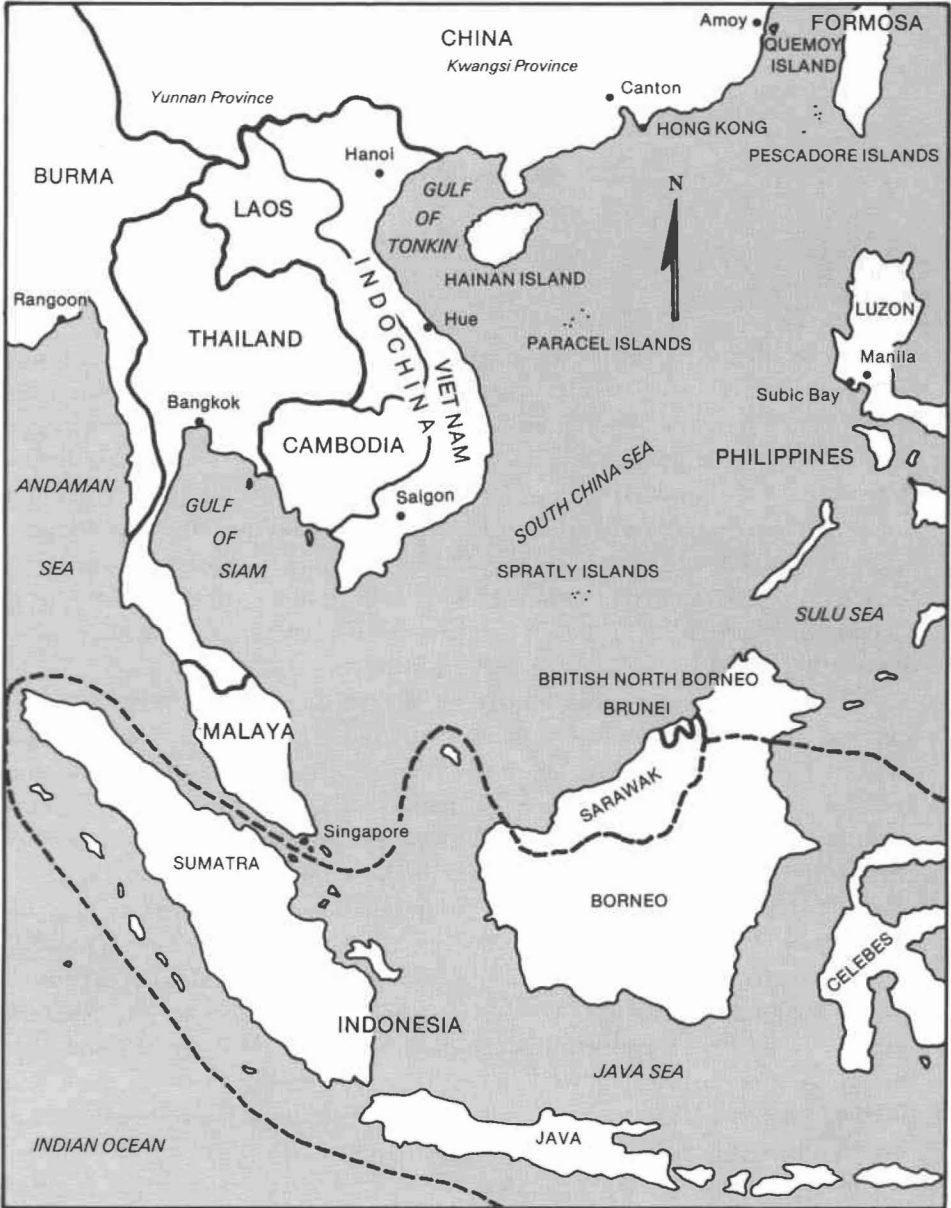 Amoy
FORMOSA
CHINA
QUEMOY
ISLAND
Kwangsi Province
Yunnan Province
Canton
HONG KONG
Hanoi
PESCADORE ISLANDS
BURMA
GULF
OF
TONKIN
N
LAOS
HAINAN ISLAND
INDOCHINA
Rangoon
LUZON
Hue
THAILAND
PARACEL ISLANDS
VIET NAM
Manila
Subic Bay
Bangkok
CAMBODIA
PHILIPPINES
SOUTH CHINA SEA
ANDAMAN
SEA
GULF
OF
SIAM
Saigon
SPRATLY ISLANDS
SULU SEA
BRITISH NORTH BORNEO
BRUNEI
MALAYA
SARAWAK
Singapore
SUMATRA
BORNEO
CELEBES
INDONESIA
JAVA SEA
JAVA
INDIAN OCEAN